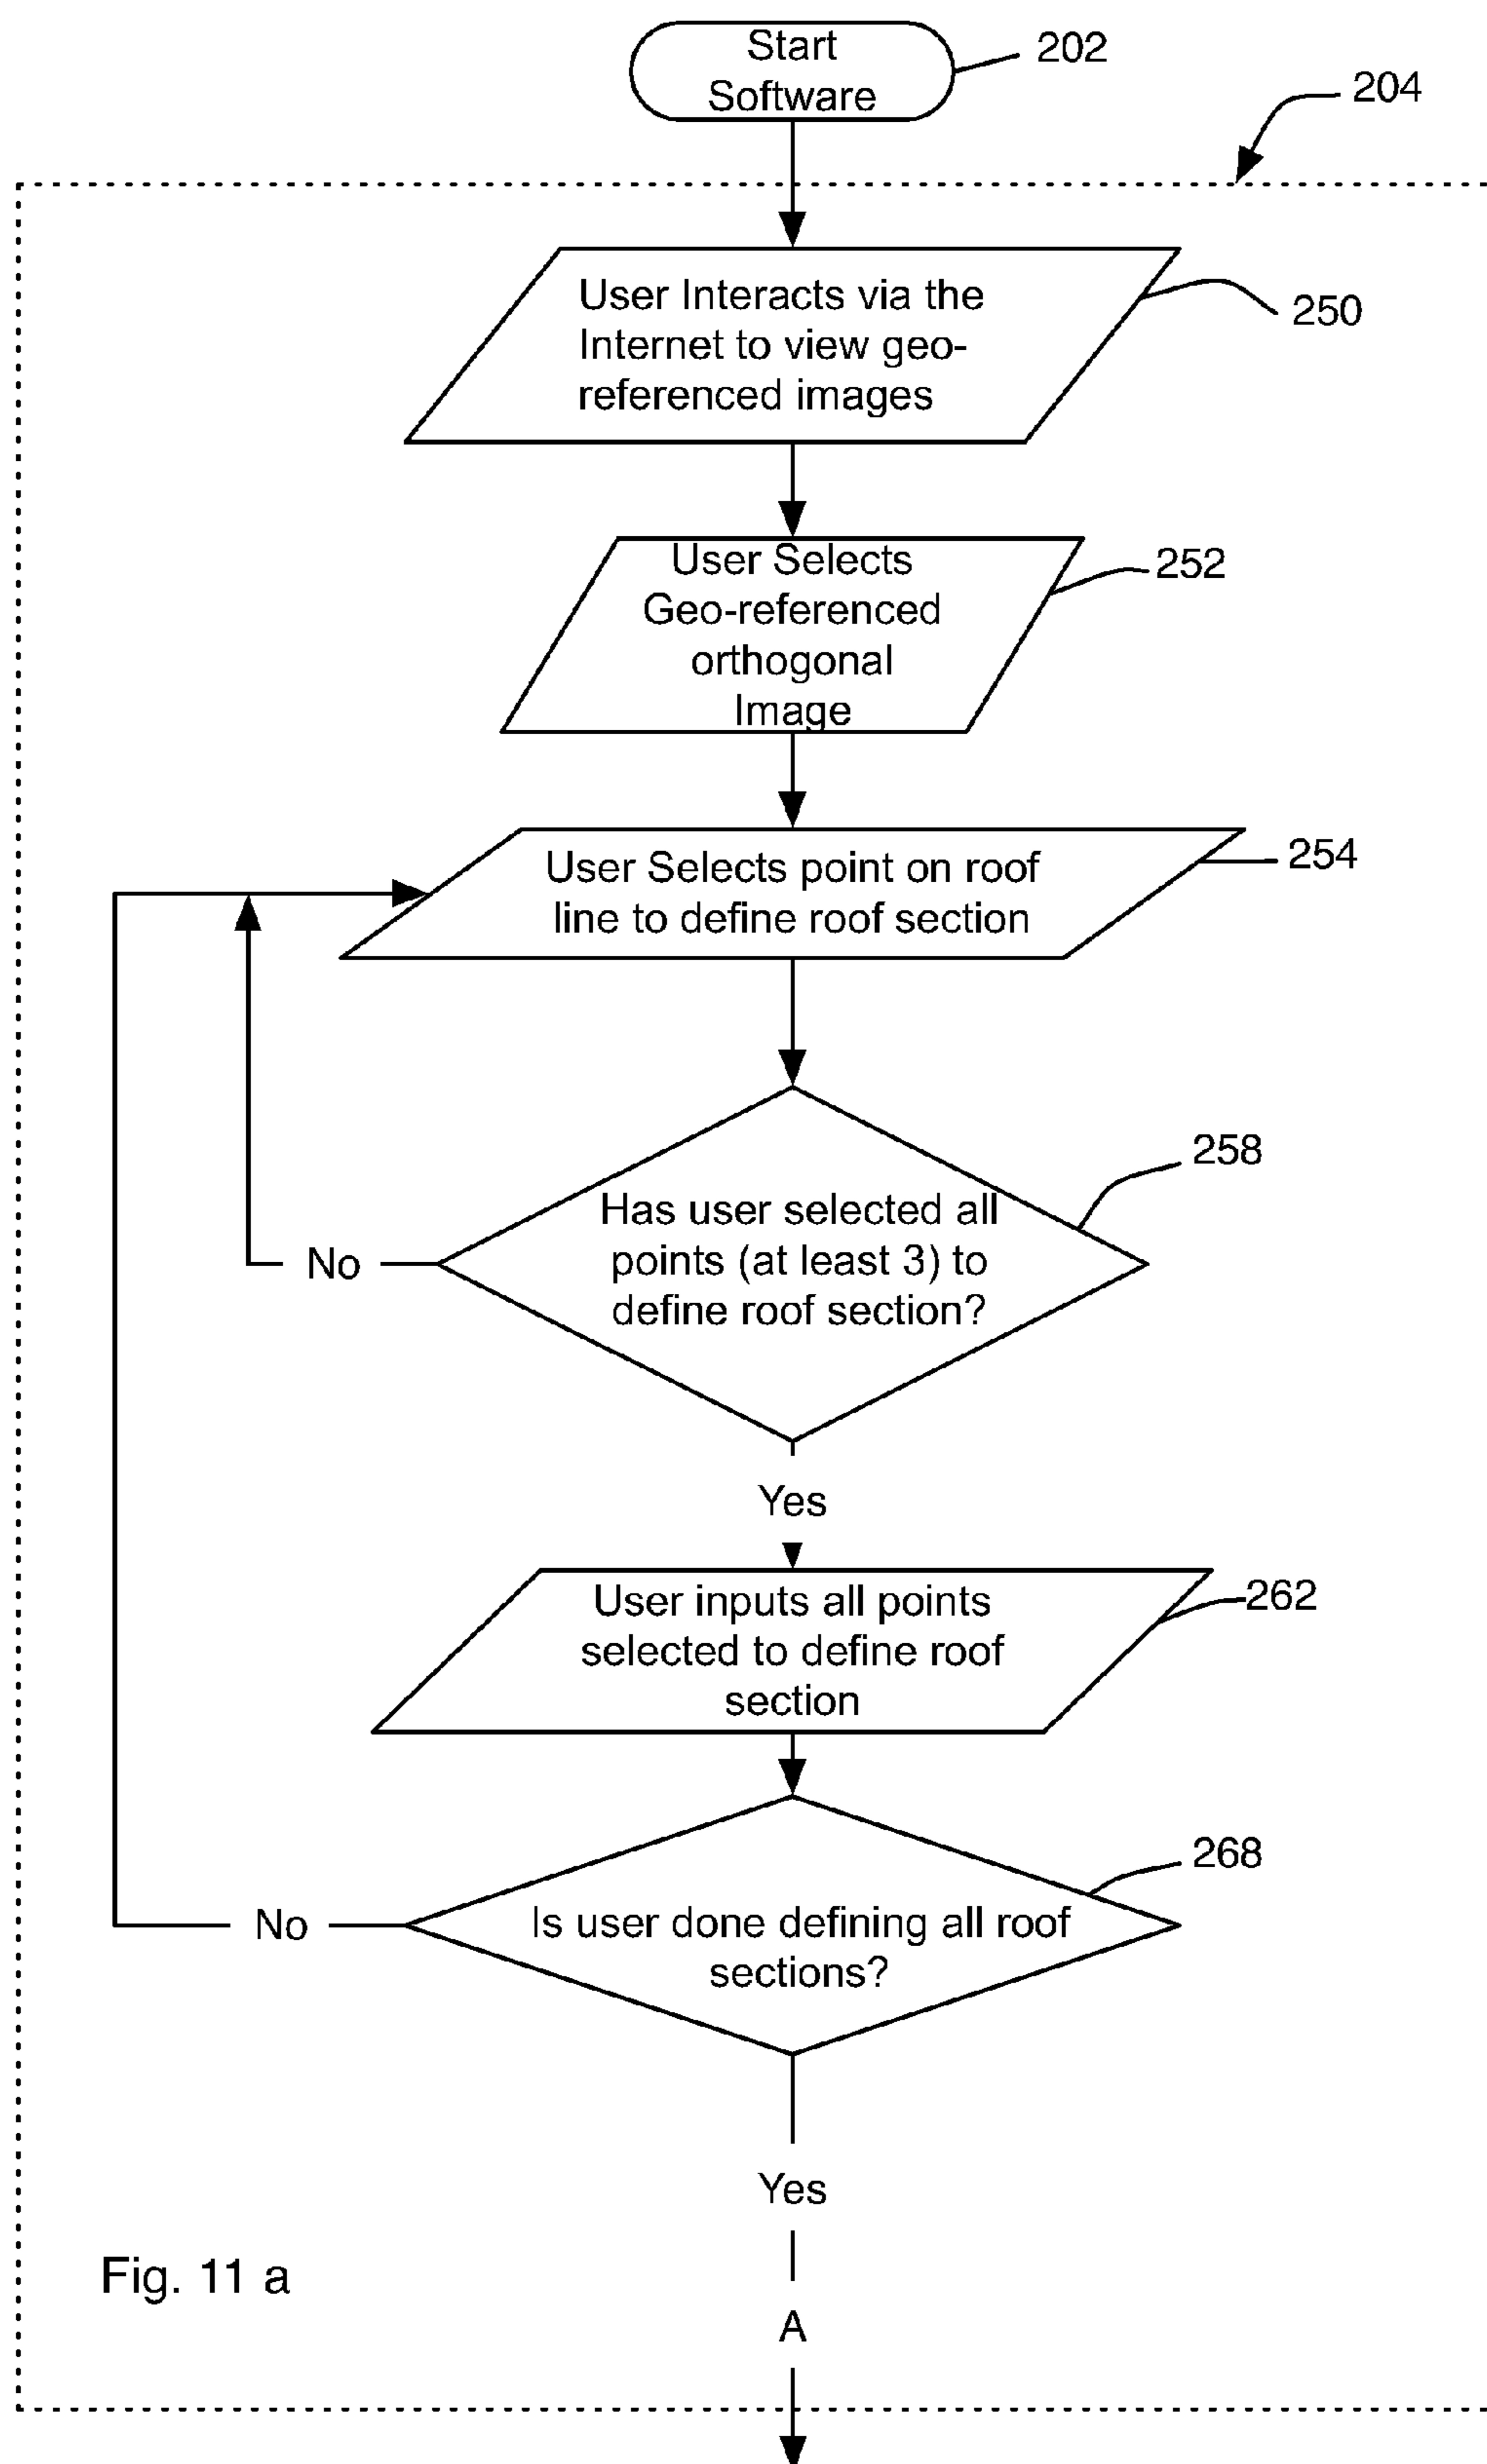 Start
Software
202
204
User Interacts via the
Internet to view geo-
referenced images
250
User Selects
Geo-referenced
orthogonal
Image
252
User Selects point on roof
line to define roof section
254
Has user selected all
points (at least 3) to
define roof section?
258
No
Yes
User inputs all points
selected to define roof
section
262
Is user done defining all roof
sections?
268
No
Yes
Fig. 11 a
A